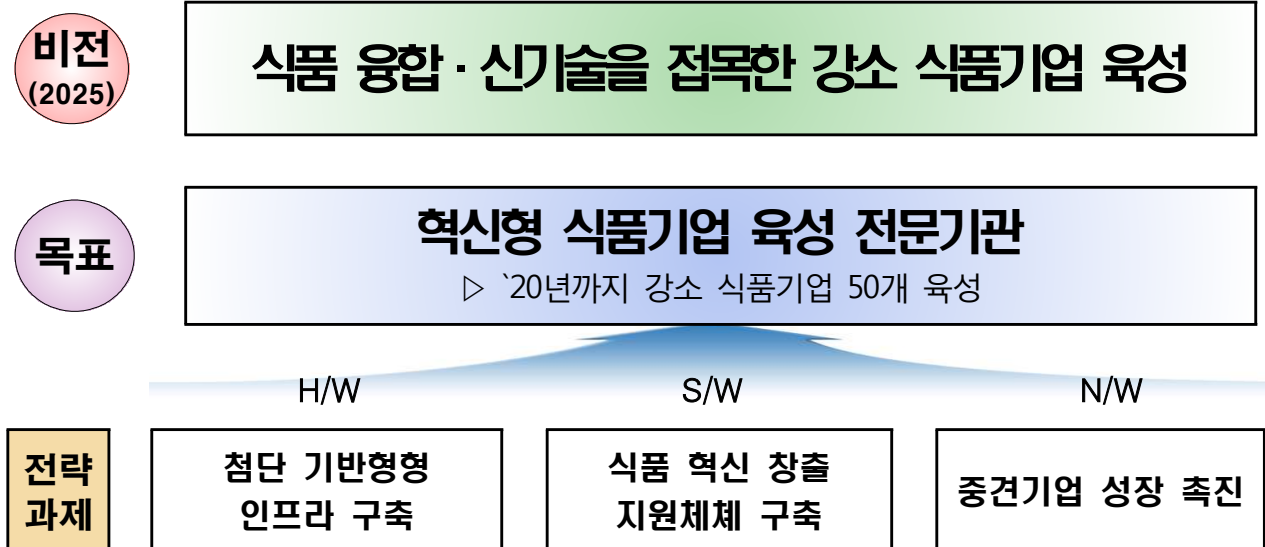 비전
(2025)
식품 융합·신기술을 접목한 강소 식품기업 육성
목표
혁신형 식품기업 육성 전문기관
▷ `20년까지 강소 식품기업 50개 육성
H/W
S/W
N/W
전략
과제
첨단 기반형형
인프라 구축
식품 혁신 창출
지원체쳬 구축
중견기업 성장 촉진